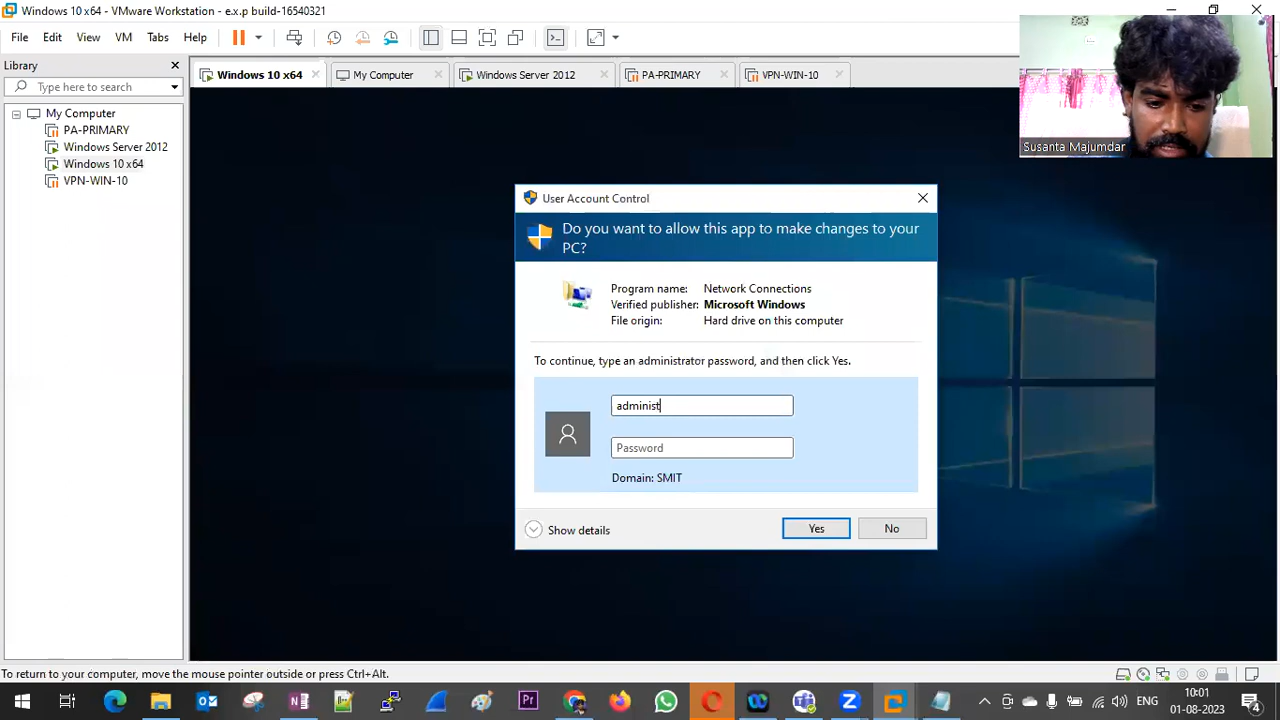 Windows 10 x64 - VMware Workstation - e.x.p build-16540321
File Edit View VM Tabs Help
Library
Type here to search
My Computer
PA-PRIMARY
Windows Server 2012
Windows 10 x64
VPN-WIN-10
Windows 10 x64 My Computer Windows Server 2012 PA-PRIMARY VPN-WIN-10
Susanta Majumdar
User Account Control
Do you want to allow this app to make changes to your
PC?
Program name: Network Connections
Verified publisher: Microsoft Windows
File origin: Hard drive on this computer
To continue, type an administrator password, and then click Yes.
administ
Password
Domain: SMIT
Show details
Yes No
To return to your computer, move the mouse pointer outside or press Ctrl+Alt.
ENG
10:01
01-08-2023
4